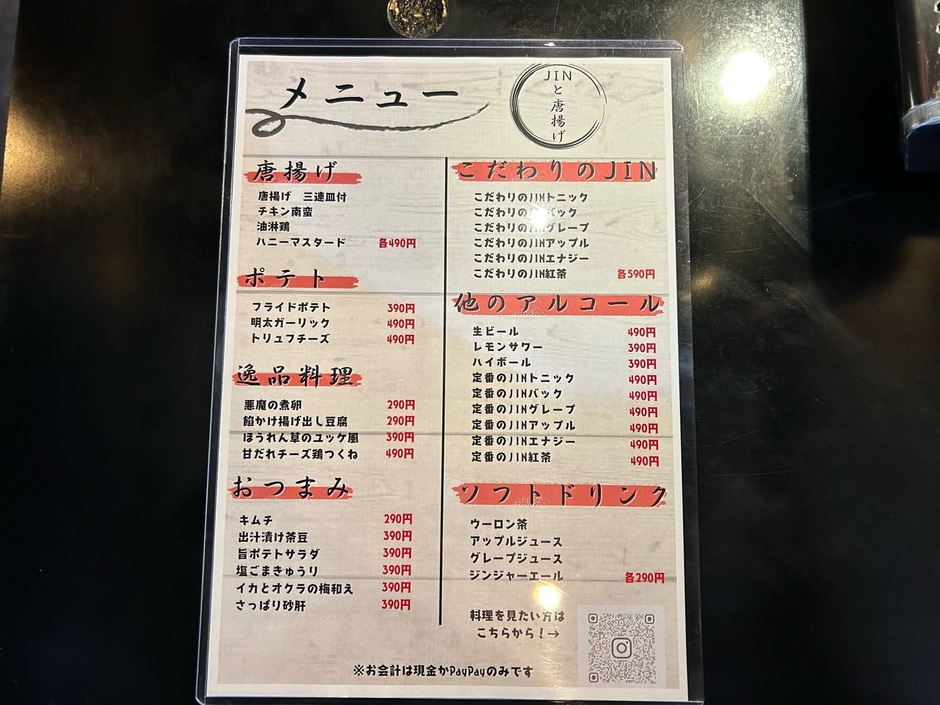 メニュー
JIN
と
唐
揚
げ
唐揚げ
唐揚げ 三連皿付
チキン南蛮
油淋鶏
ハニーマスタード 各490円
ポテト
フライドポテト 390円
明太ガーリック 490円
トリュフチーズ 490円
逸品料理
悪魔の煮卵 290円
餡かけ揚げ出し豆腐 290円
ほうれん草のユッケ風 390円
甘だれチーズ鶏つくね 490円
おつまみ
キムチ 290円
出汁漬け茶豆 390円
旨ポテトサラダ 390円
塩ごまきゅうり 390円
イカとオクラの梅和え 390円
さっぱり砂肝 390円
こだわりのJIN
こだわりのJINトニック
こだわりのJINバック
こだわりのJINグレープ
こだわりのJINアップル
こだわりのJINエナジー
こだわりのJIN紅茶 各590円
他のアルコール
生ビール 490円
レモンサワー 390円
ハイボール 390円
定番のJINトニック 490円
定番のJINバック 490円
定番のJINグレープ 490円
定番のJINアップル 490円
定番のJINエナジー 490円
定番のJIN紅茶 490円
ソフトドリンク
ウーロン茶
アップルジュース
グレープジュース
ジンジャーエール 各290円
料理を見たい方は
こちらから！→
※お会計は現金かPayPayのみです